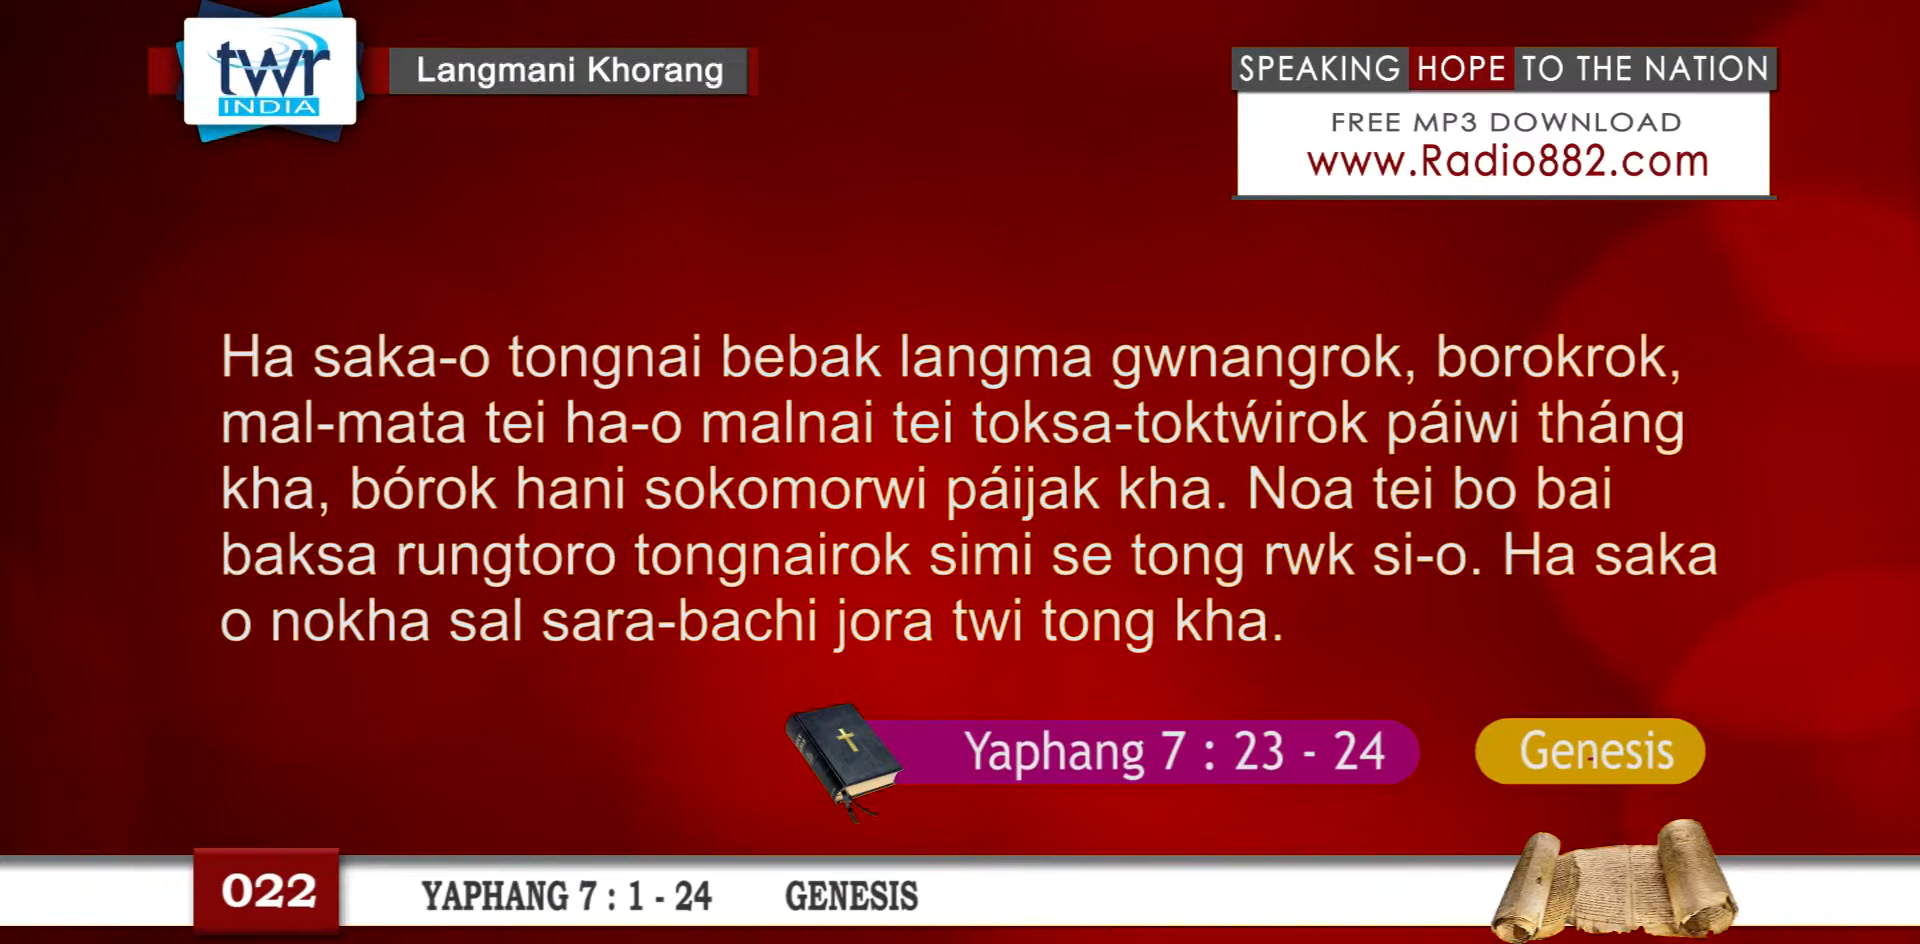 twr
INDIA
Langmani Khorang
SPEAKING HOPE TO THE NATION
FREE MP3 DOWNLOAD
www.Radio882.com
Ha saka-o tongnai bebak langma gwnangrok, borokrok,
mal-mata tei ha-o malnai tei toksa-toktẃirok páiwi tháng
kha, bórok hani sokomorwi páijak kha. Noa tei bo bai
baksa rungtoro tongnairok simi se tong rwk si-o. Ha saka
o nokha sal sara-bachi jora twi tong kha.
Yaphang 7 : 23 - 24
Genesis
022
YAPHANG 7 : 1 - 24
GENESIS